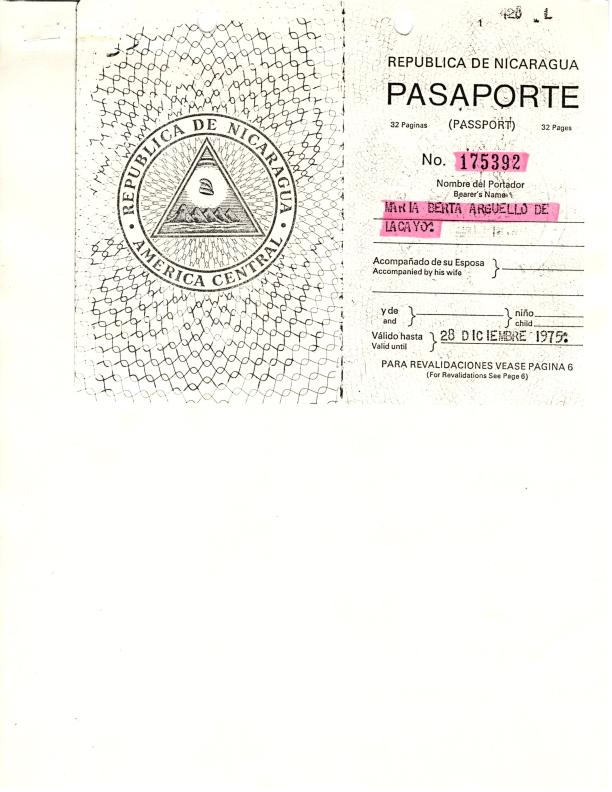 1 428 L
REPUBLICA DE NICARAGUA
AMERICA CENTRAL
REPUBLICA DE NICARAGUA
PASAPORTE
32 Paginas (PASSPORT) 32 Pages
No. 175392
Nombre del Portador
Bearer's Name
MARIA BERTA ARGUELLO DE
LACAYO:
Acompañado de su Esposa
Accompanied by his wife
y de
and
niño
child
Válido hasta
Valid until
28 DICIEMBRE 1975:
PARA REVALIDACIONES VEASE PAGINA 6
(For Revalidations See Page 6)